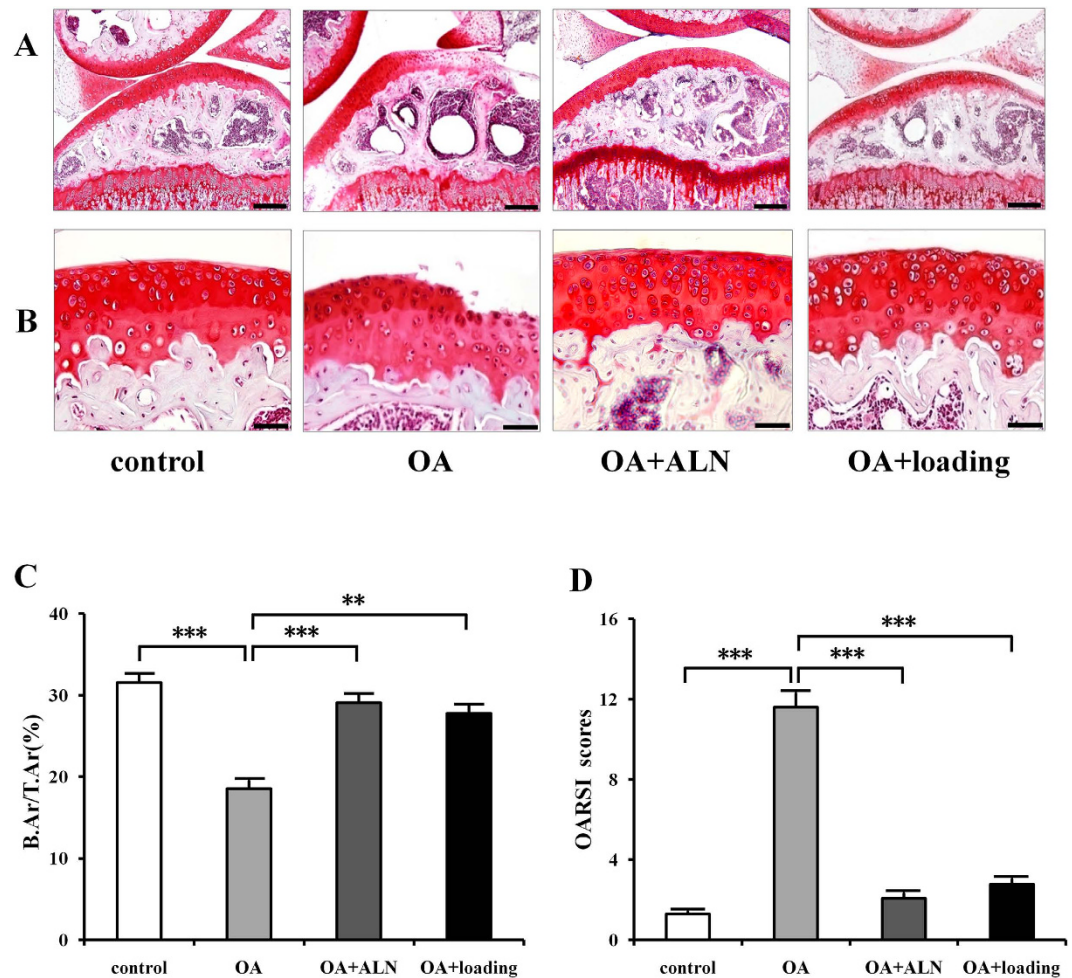 A
B
control OA OA+ALN OA+loading
C
B.Ar/T.Ar(%)
40
30
20
10
0
*** *** **
control OA OA+ALN OA+loading
D
OARSI scores
16
12
8
4
0
*** *** ***
control OA OA+ALN OA+loading